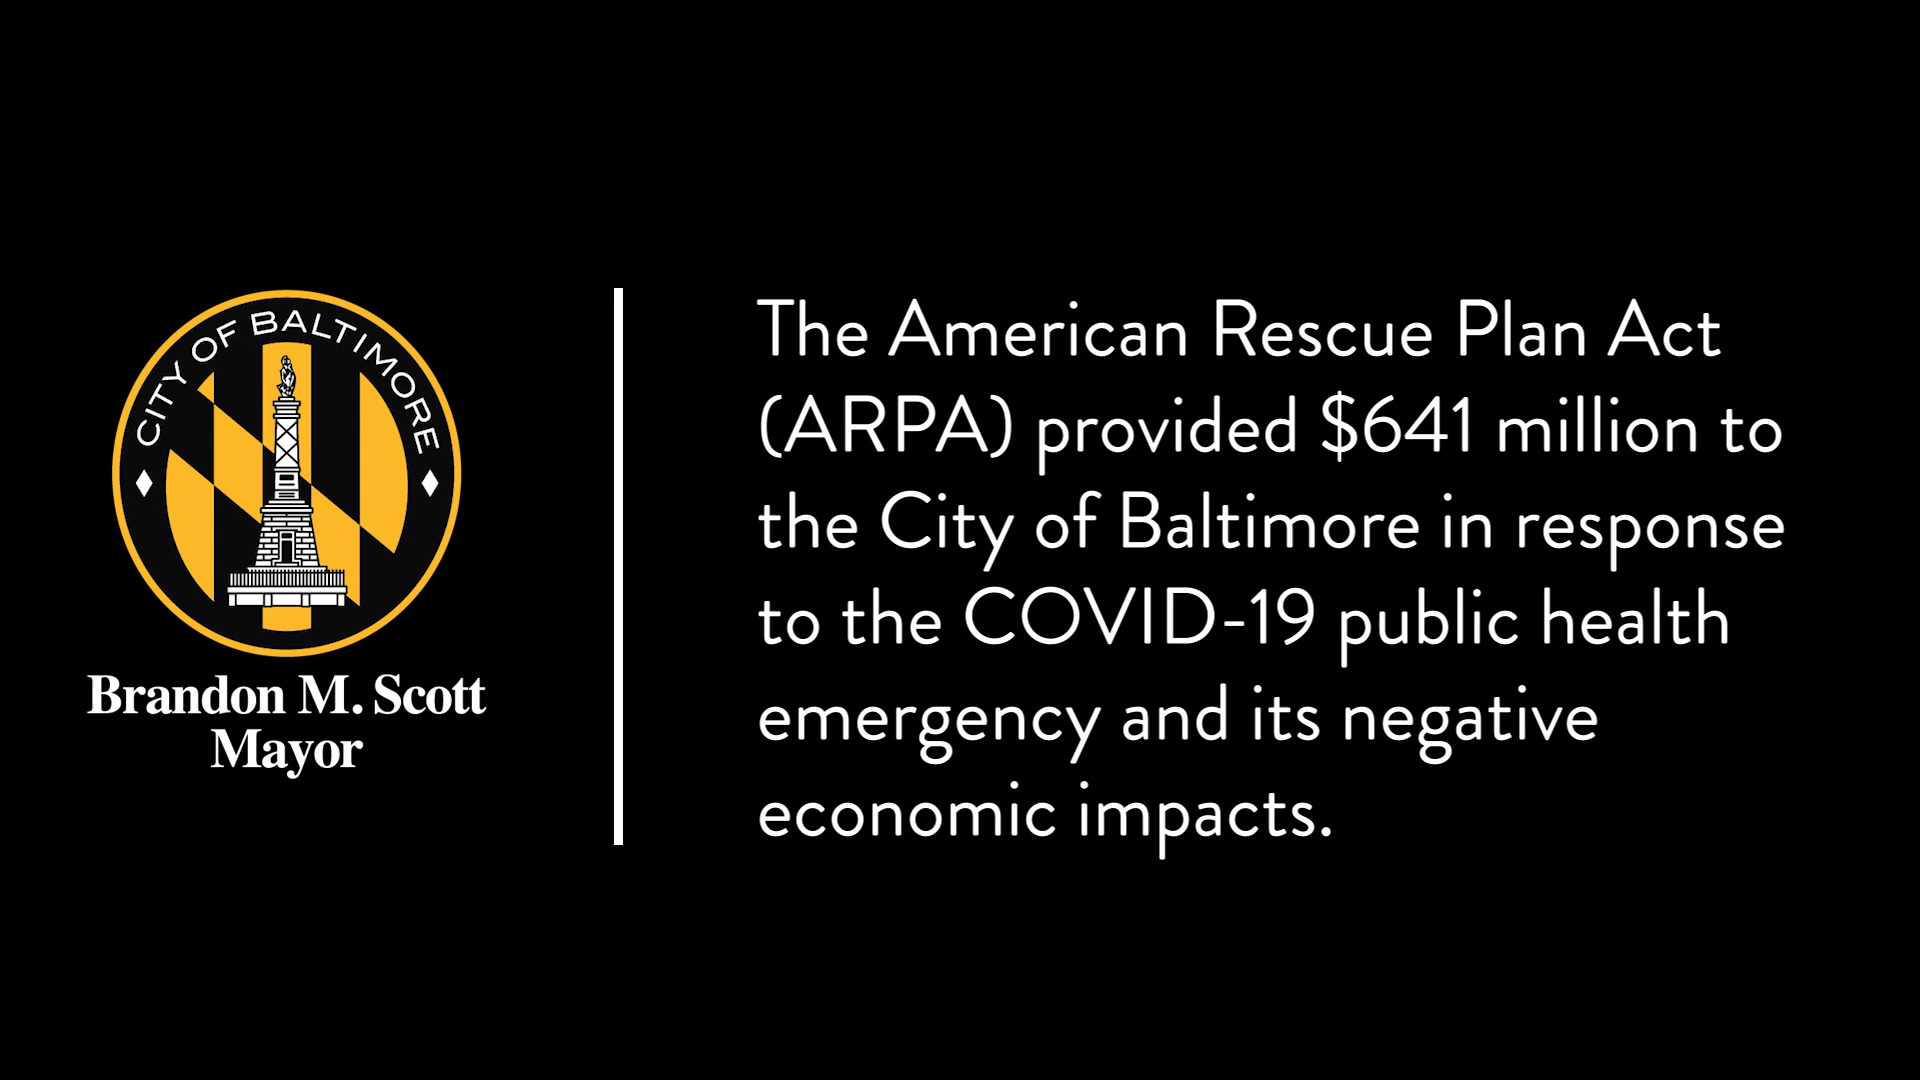 CITY OF BALTIMORE
Brandon M. Scott
Mayor
The American Rescue Plan Act
(ARPA) provided $641 million to
the City of Baltimore in response
to the COVID-19 public health
emergency and its negative
economic impacts.